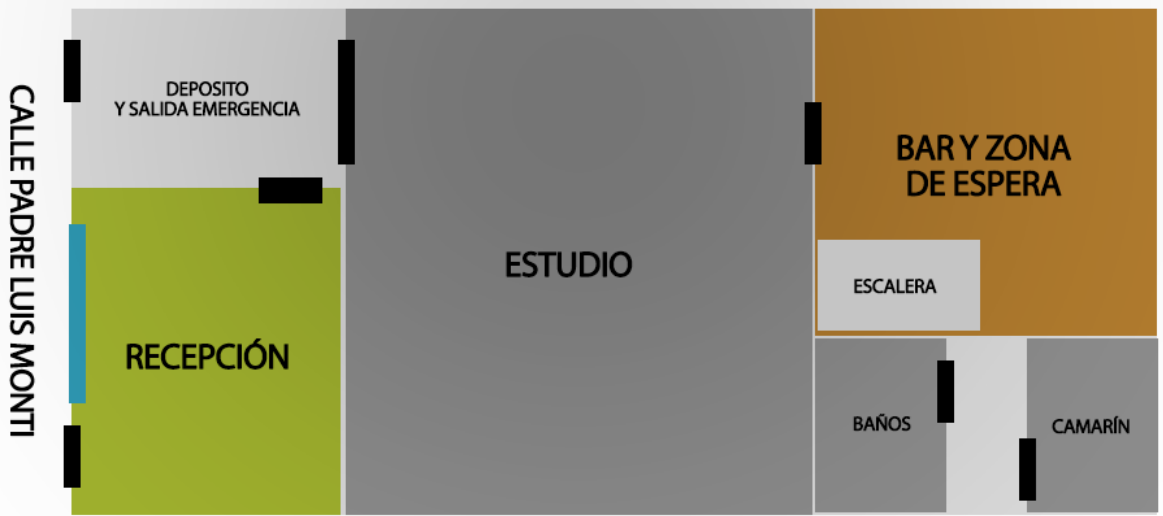 CALLE PADRE LUIS MONTI
DEPOSITO
Y SALIDA EMERGENCIA
RECEPCIÓN
ESTUDIO
BAR Y ZONA
DE ESPERA
ESCALERA
BAÑOS
CAMARÍN